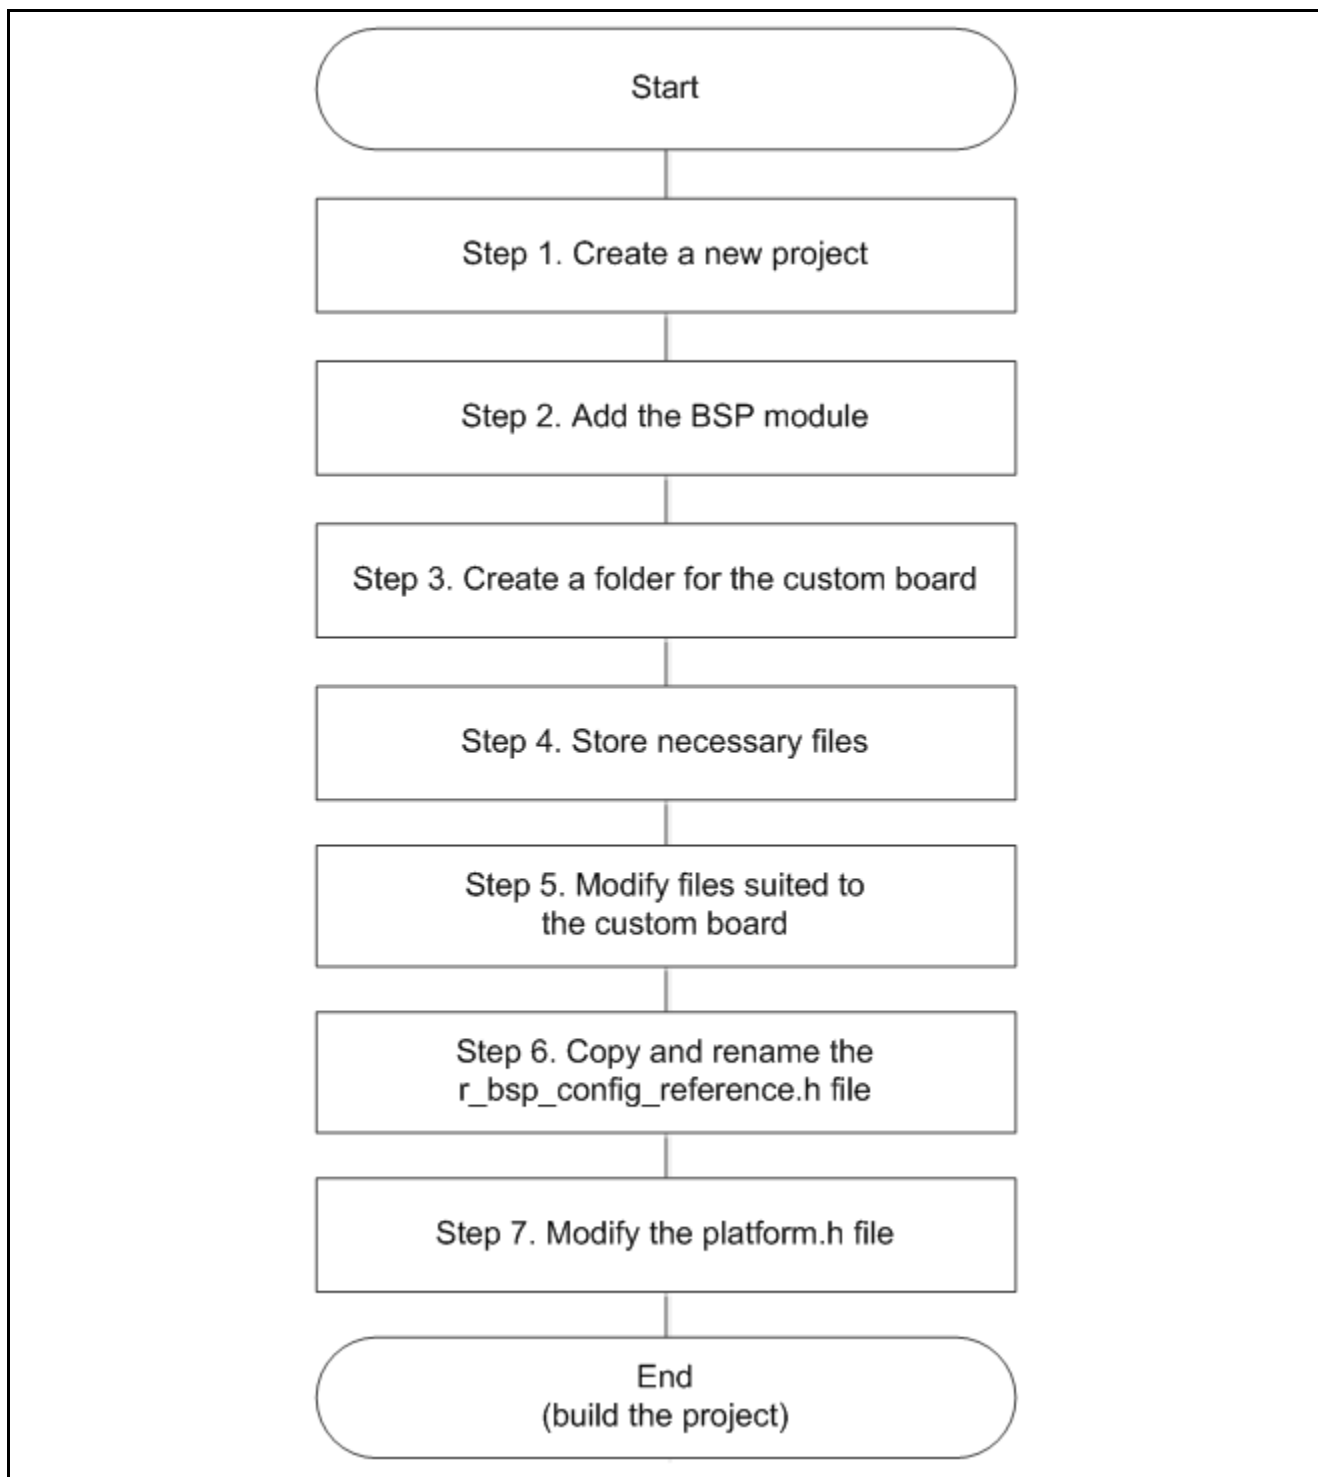 Start
Step 1. Create a new project
Step 2. Add the BSP module
Step 3. Create a folder for the custom board
Step 4. Store necessary files
Step 5. Modify files suited to
the custom board
Step 6. Copy and rename the
r_bsp_config_reference.h file
Step 7. Modify the platform.h file
End
(build the project)